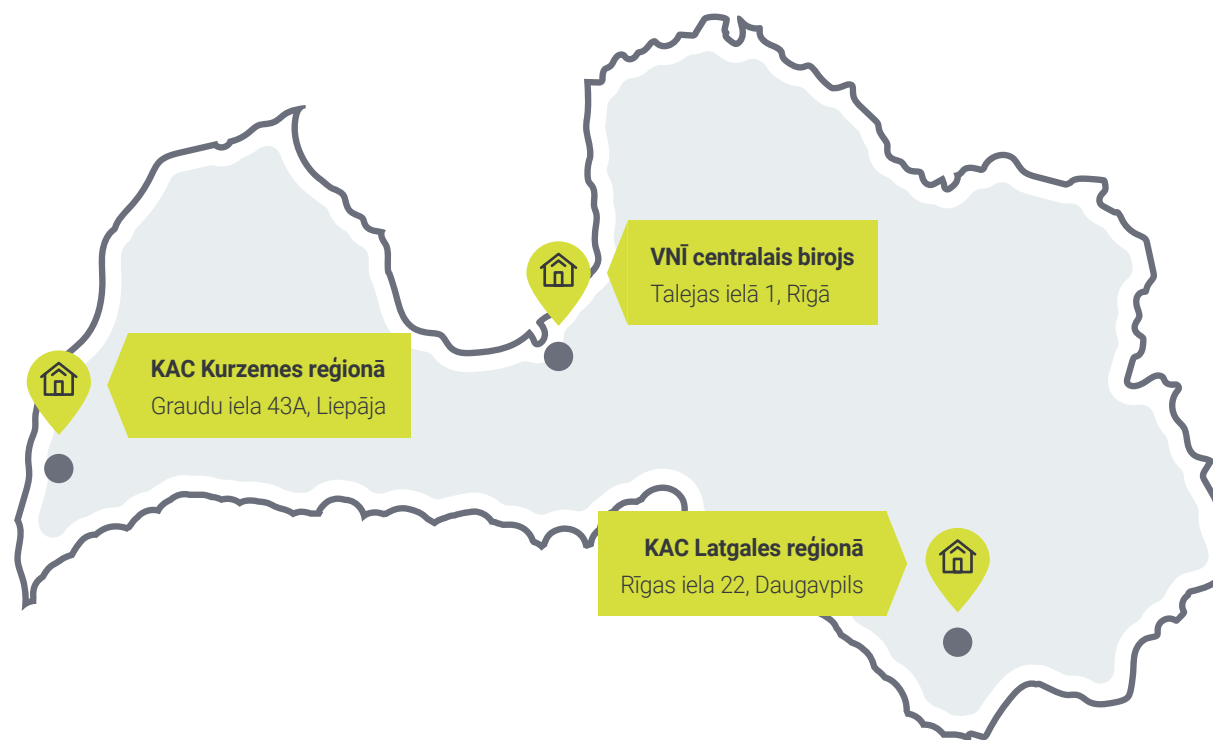 VNĪ centralais birojs
Talejas ielā 1, Rīgā
KAC Kurzemes reģionā
Graudu iela 43A, Liepāja
KAC Latgales reģionā
Rīgas iela 22, Daugavpils